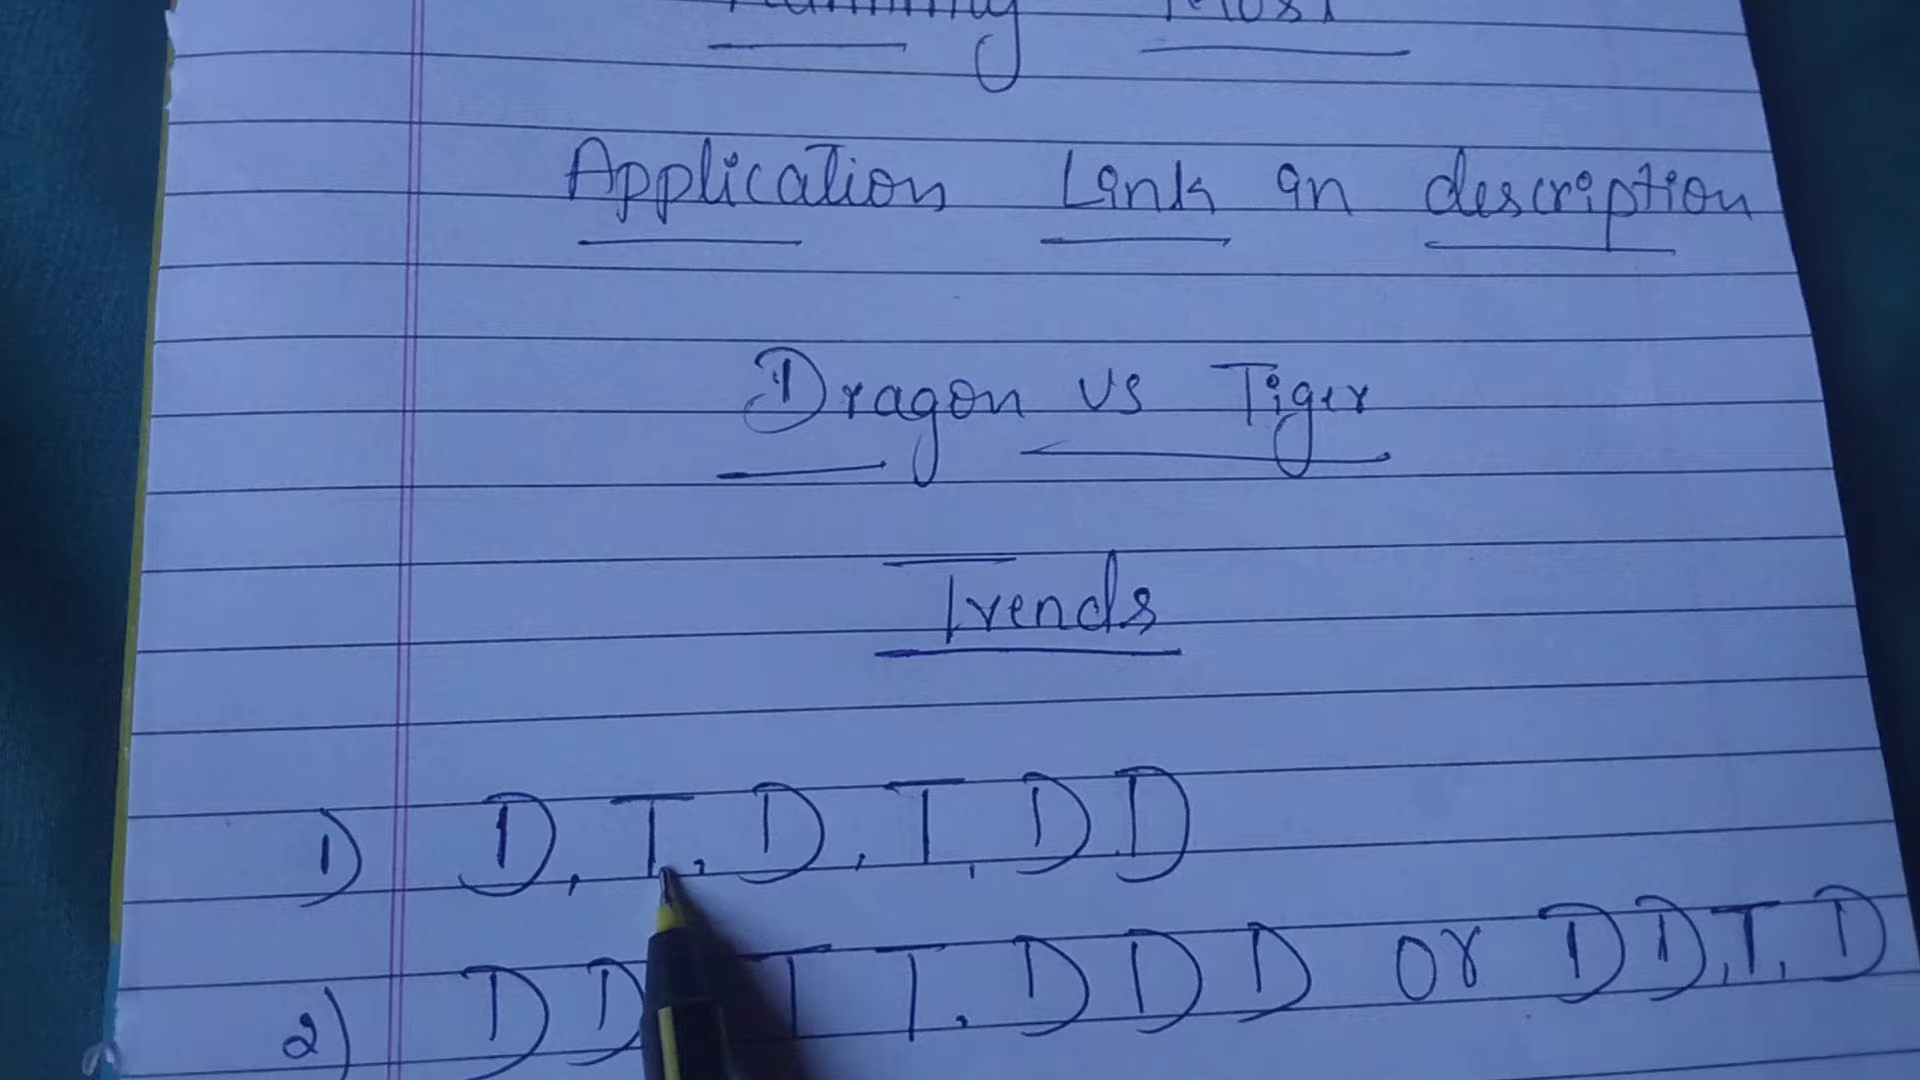 Application Link in description
Dragon vs Tiger
Trends
1) D, T, D, T, D D
2) D D T T, D D D or D D, T, D